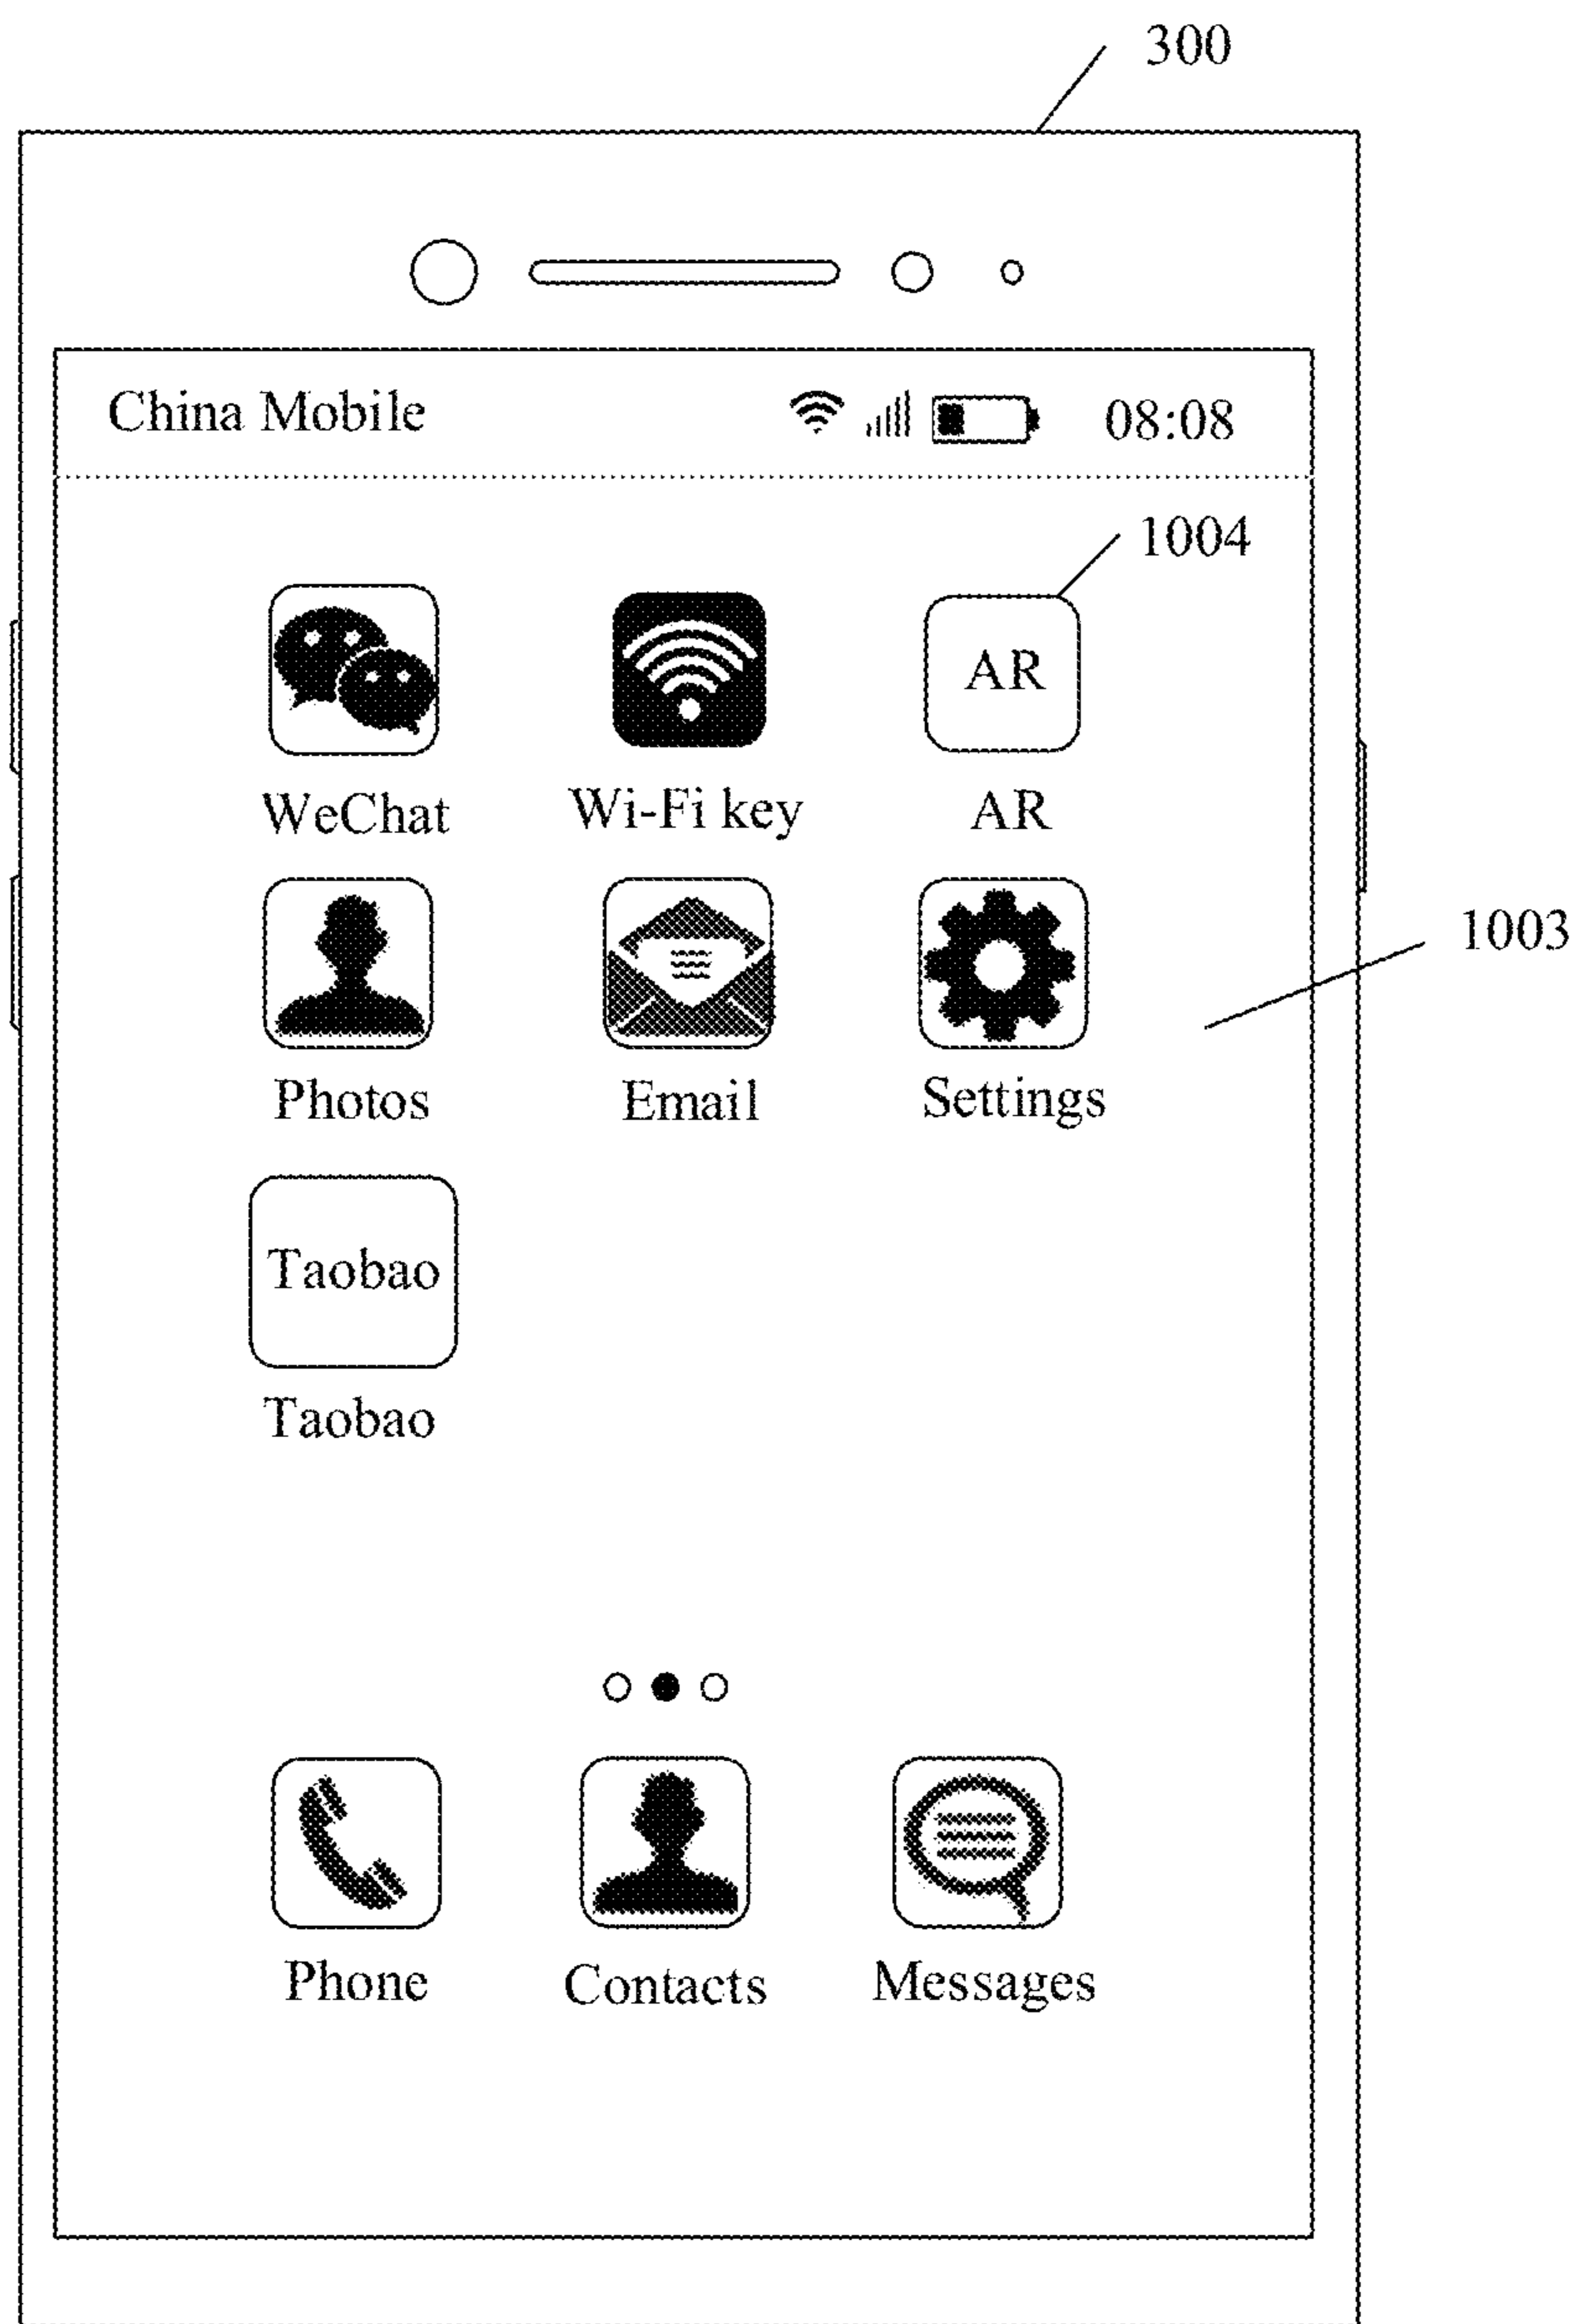 300
China Mobile 08:08
1004
AR
WeChat Wi-Fi key AR
1003
Photos Email Settings
Taobao
Taobao
Phone Contacts Messages